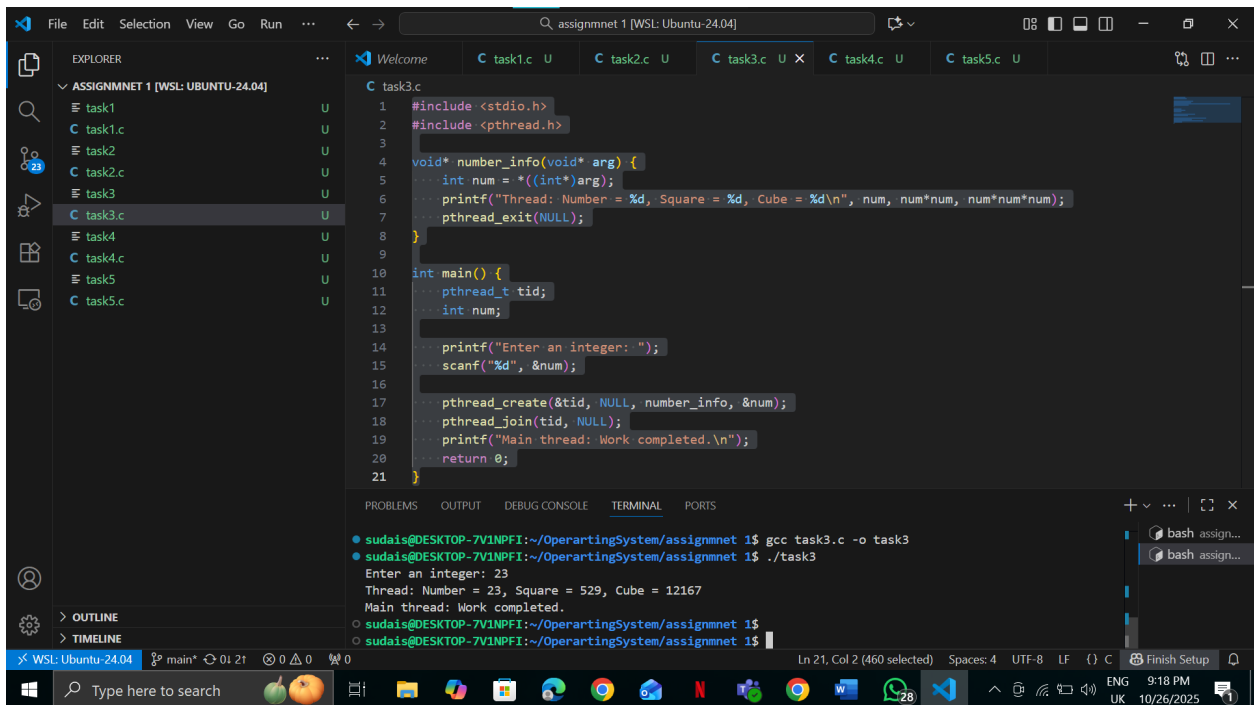 File Edit Selection View Go Run ··· ← → assignmnet 1 [WSL: Ubuntu-24.04]
EXPLORER ···
Welcome C task1.c U C task2.c U C task3.c U × C task4.c U C task5.c U ···
ASSIGNMNET 1 [WSL: UBUNTU-24.04]
task1 U
C task1.c U
task2 U
C task2.c U
task3 U
C task3.c U
task4 U
C task4.c U
task5 U
C task5.c U
23
OUTLINE
TIMELINE
C task3.c
1 #include <stdio.h>
2 #include <pthread.h>
3
4 void* number_info(void* arg) {
5 ····int num = *((int*)arg);
6 ····printf("Thread: Number = %d, Square = %d, Cube = %d\n", num, num*num, num*num*num);
7 ····pthread_exit(NULL);
8 }
9
10 int main() {
11 ····pthread_t tid;
12 ····int num;
13
14 ····printf("Enter an integer: ");
15 ····scanf("%d", &num);
16
17 ····pthread_create(&tid, NULL, number_info, &num);
18 ····pthread_join(tid, NULL);
19 ····printf("Main thread: Work completed.\n");
20 ····return 0;
21 }
PROBLEMS OUTPUT DEBUG CONSOLE TERMINAL PORTS
sudais@DESKTOP-7V1NPFI:~/OperartingSystem/assignmnet 1$ gcc task3.c -o task3
sudais@DESKTOP-7V1NPFI:~/OperartingSystem/assignmnet 1$ ./task3
Enter an integer: 23
Thread: Number = 23, Square = 529, Cube = 12167
Main thread: Work completed.
sudais@DESKTOP-7V1NPFI:~/OperartingSystem/assignmnet 1$
sudais@DESKTOP-7V1NPFI:~/OperartingSystem/assignmnet 1$
bash assign...
bash assign...
WSL: Ubuntu-24.04 main* 0↓ 2↑ 0 0 0 Ln 21, Col 2 (460 selected) Spaces: 4 UTF-8 LF {} C Finish Setup
Type here to search N W 28 ENG 9:18 PM
UK 10/26/2025 1